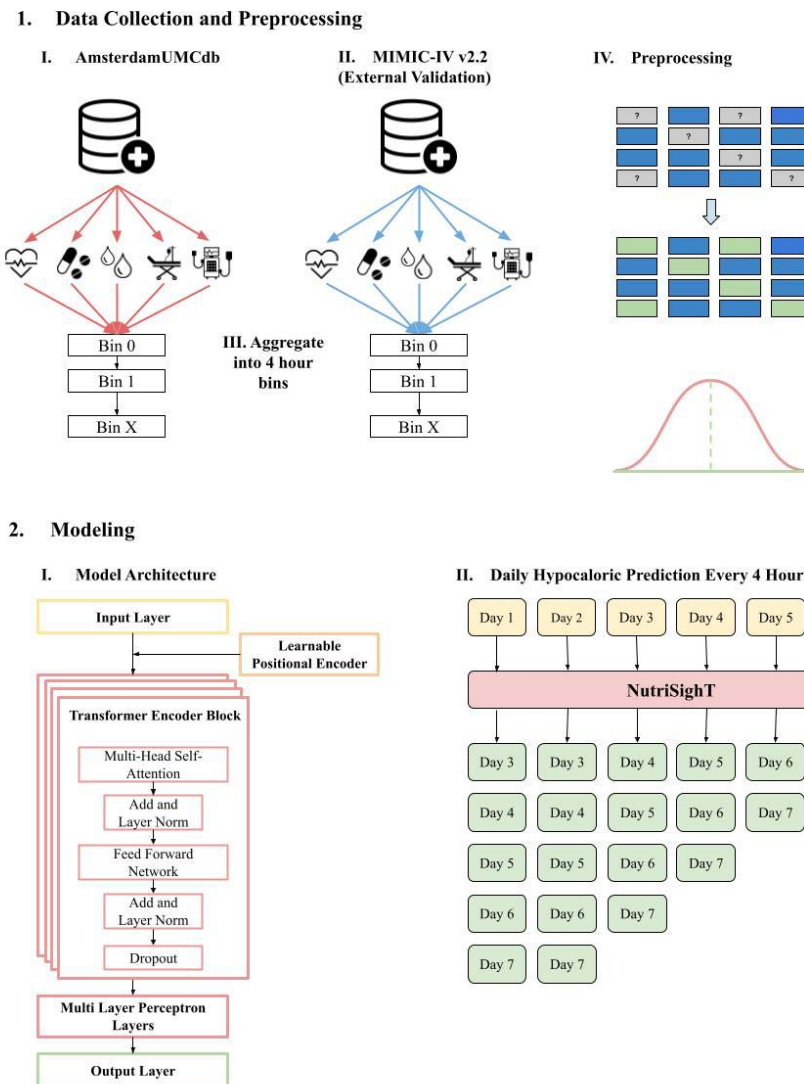 1. Data Collection and Preprocessing
I. AmsterdamUMCdb
II. MIMIC-IV v2.2
(External Validation)
IV. Preprocessing
? ?
?
?
? ?
Bin 0
Bin 1
Bin X
III. Aggregate
into 4 hour
bins
Bin 0
Bin 1
Bin X
2. Modeling
I. Model Architecture
Input Layer
Learnable
Positional Encoder
Transformer Encoder Block
Multi-Head Self-
Attention
Add and
Layer Norm
Feed Forward
Network
Add and
Layer Norm
Dropout
Multi Layer Perceptron
Layers
Output Layer
II. Daily Hypocaloric Prediction Every 4 Hour
Day 1 Day 2 Day 3 Day 4 Day 5
NutriSighT
Day 3 Day 3 Day 4 Day 5 Day 6
Day 4 Day 4 Day 5 Day 6 Day 7
Day 5 Day 5 Day 6 Day 7
Day 6 Day 6 Day 7
Day 7 Day 7